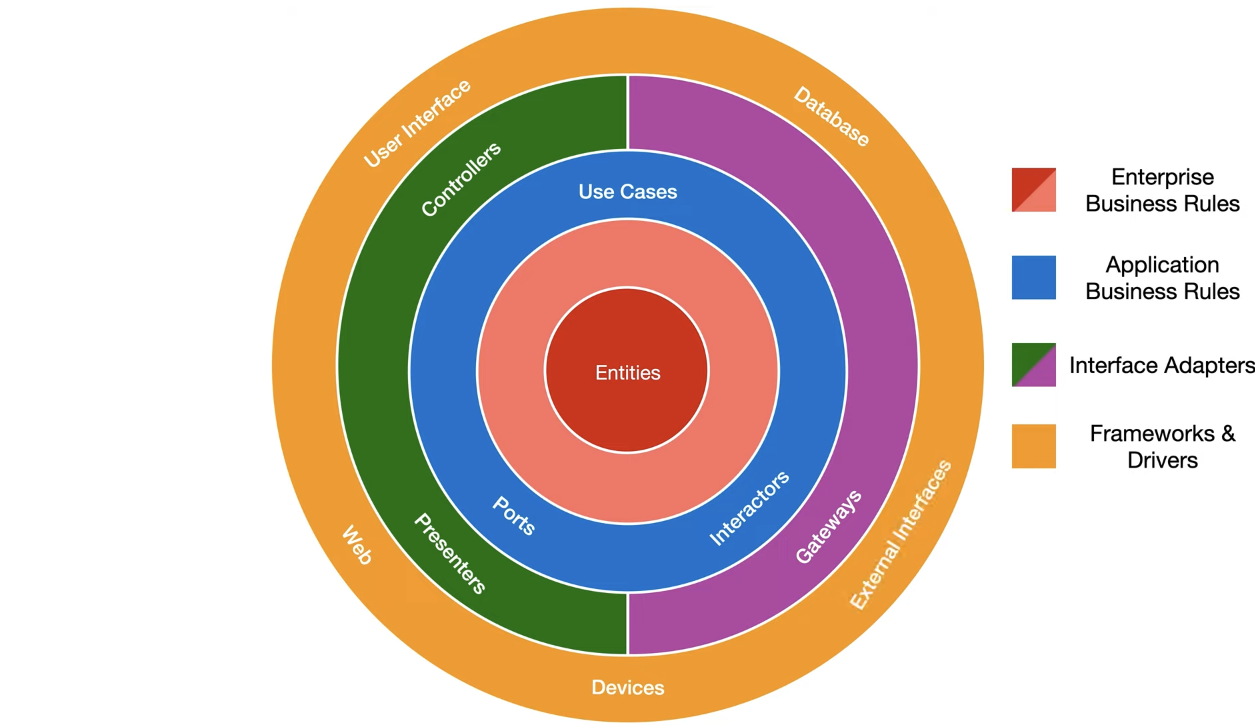 User Interface
Database
Controllers
Use Cases
Entities
Ports
Interactors
Gateways
Presenters
Web
External Interfaces
Devices
Enterprise
Business Rules
Application
Business Rules
Interface Adapters
Frameworks &
Drivers